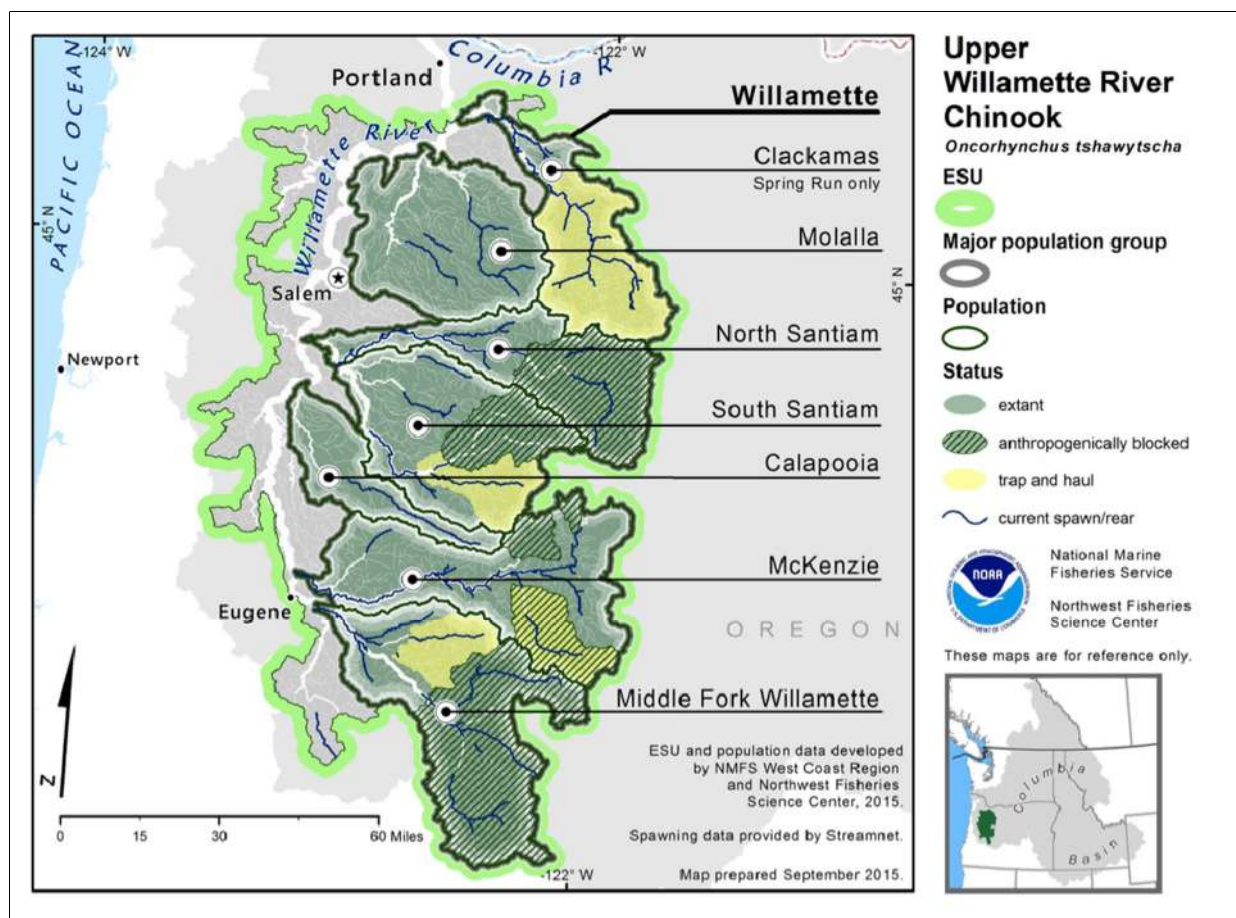 -124° W
-122° W
PACIFIC OCEAN
Columbia R
Portland
Willamette
Willamette River
Clackamas
Spring Run only
45° N
Molalla
45° N
Salem
North Santiam
Newport
South Santiam
Calapooia
McKenzie
Eugene
OREGON
Middle Fork Willamette
ESU and population data developed
by NMFS West Coast Region
and Northwest Fisheries
Science Center, 2015.
Spawning data provided by Streamnet.
Map prepared September 2015.
N
0 15 30 60 Miles
-122° W
Upper
Willamette River
Chinook
Oncorhynchus tshawytscha
ESU
Major population group
Population
Status
extant
anthropogenically blocked
trap and haul
current spawn/rear
NOAA
National Marine
Fisheries Service
Northwest Fisheries
Science Center
These maps are for reference only.
Columbia
Basin